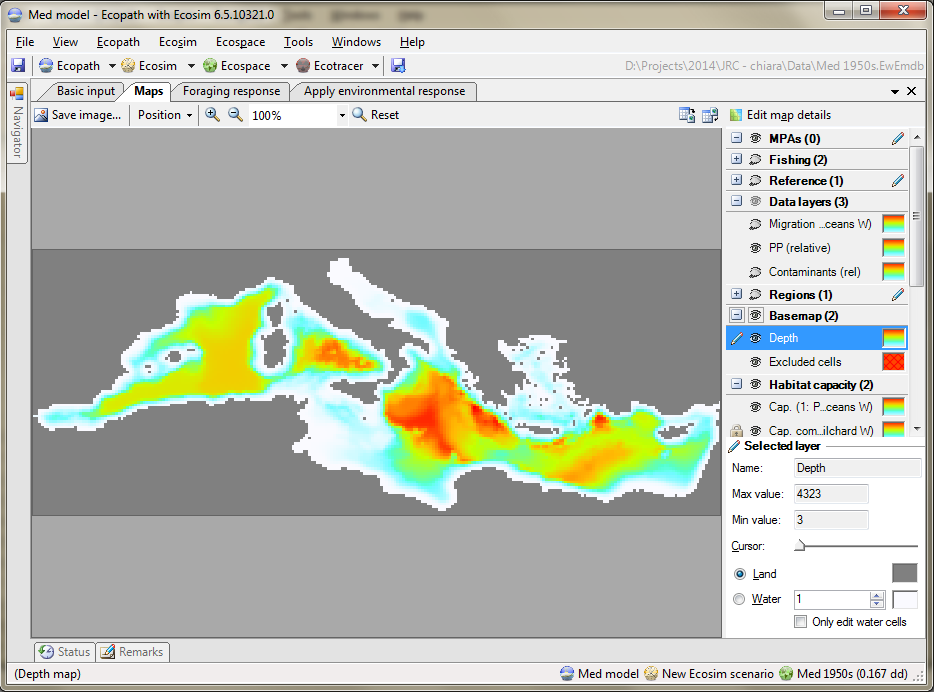 Med model - Ecopath with Ecosim 6.5.10321.0
File View Ecopath Ecosim Ecospace Tools Windows Help
Ecopath Ecosim Ecospace Ecotracer D:\Projects\2014\JRC - chiara\Data\Med 1950s.EwEmdb
Navigator
Basic input Maps Foraging response Apply environmental response
Save image... Position 100% Reset
Edit map details
MPAs (0)
Fishing (2)
Reference (1)
Data layers (3)
Migration ...ceans W)
PP (relative)
Contaminants (rel)
Regions (1)
Basemap (2)
Depth
Excluded cells
Habitat capacity (2)
Cap. (1: P...ceans W)
Cap. com...ilchard W)
Selected layer
Name: Depth
Max value: 4323
Min value: 3
Cursor:
Land
Water 1
Only edit water cells
Status Remarks
(Depth map) Med model New Ecosim scenario Med 1950s (0.167 dd)